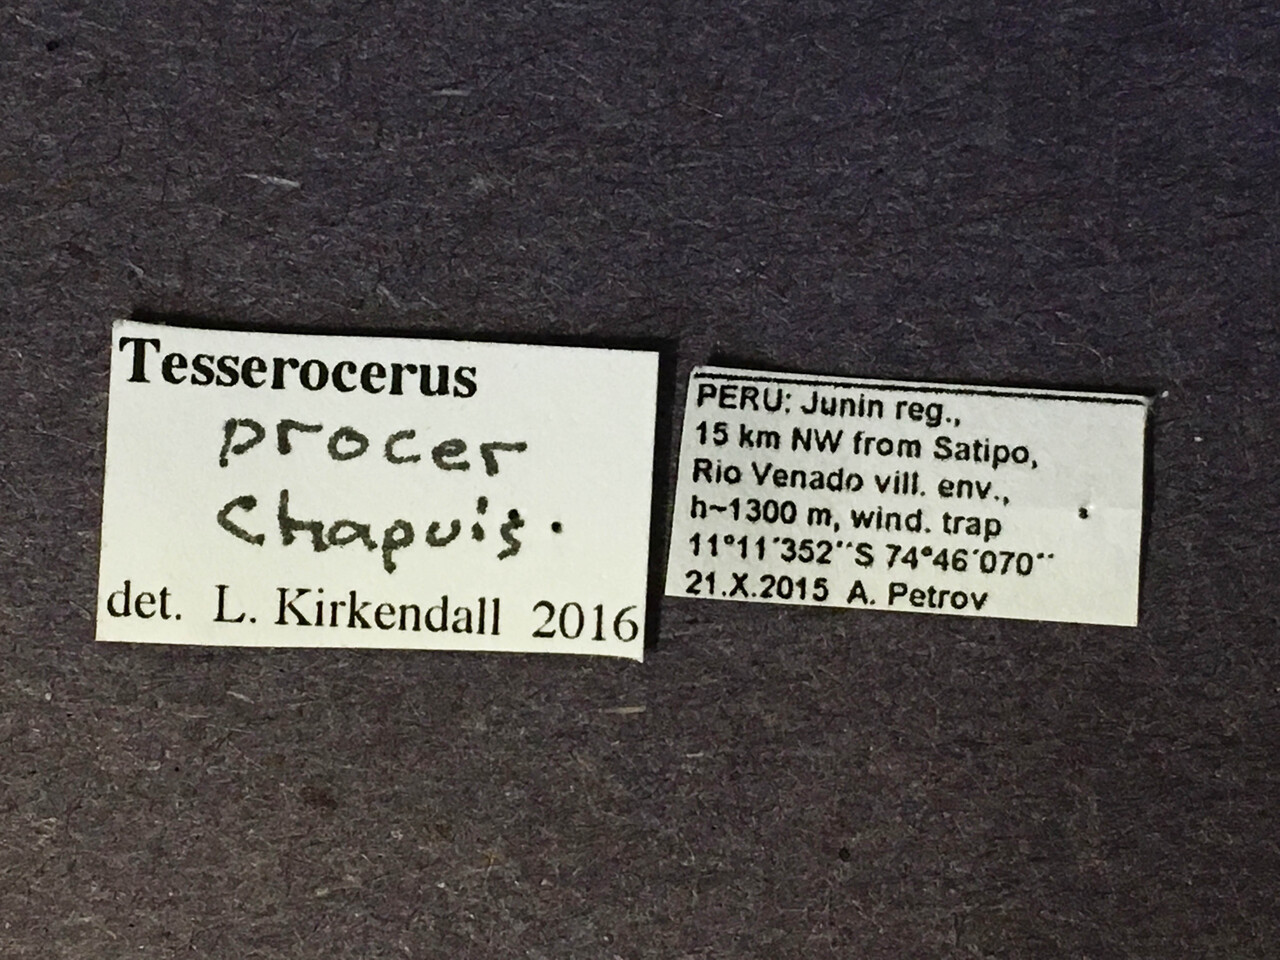 Tesserocerus
procer
Chapuis.
det. L. Kirkendall 2016
PERU: Junin reg.,
15 km NW from Satipo,
Rio Venado vill. env.,
h~1300 m, wind. trap
11°11´352´´S 74°46´070´´
21.X.2015 A. Petrov